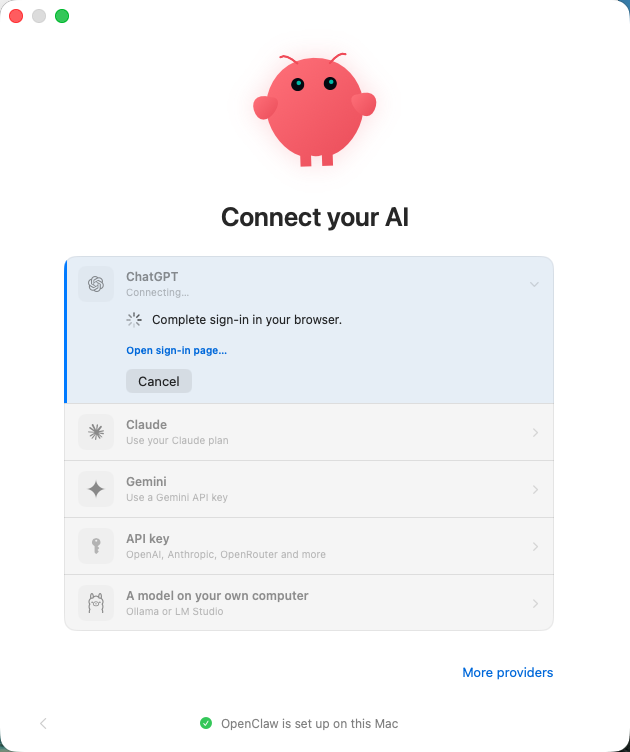 Connect your AI
ChatGPT
Connecting...
Complete sign-in in your browser.
Open sign-in page...
Cancel
Claude
Use your Claude plan
Gemini
Use a Gemini API key
API key
OpenAI, Anthropic, OpenRouter and more
A model on your own computer
Ollama or LM Studio
More providers
OpenClaw is set up on this Mac